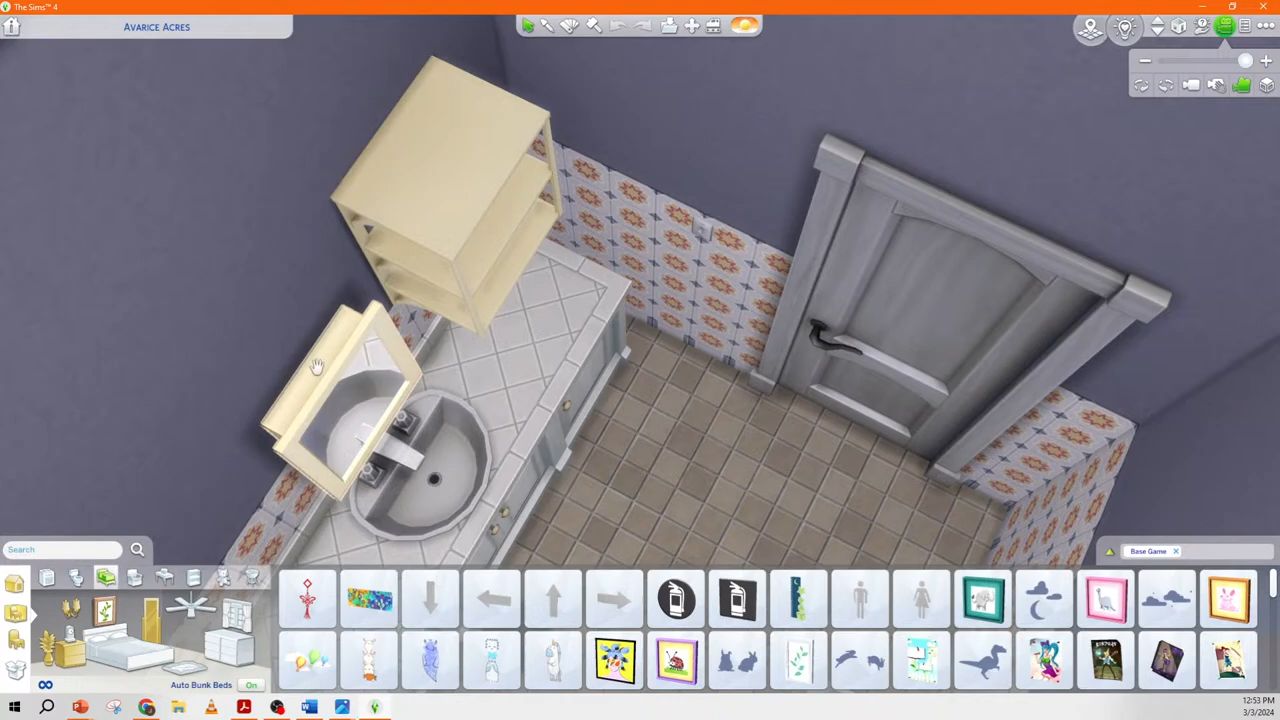 The Sims™ 4
Avarice Acres
Search
Base Game
Auto Bunk Beds On
12:53 PM
3/3/2024